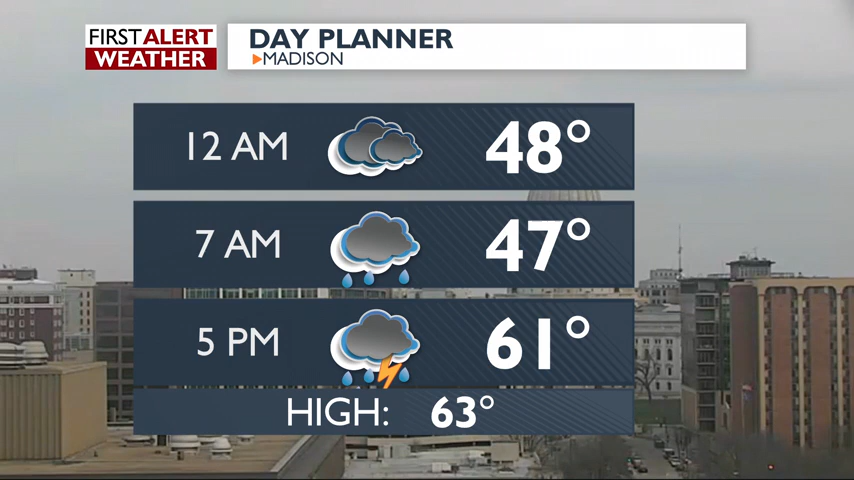 FIRST ALERT
WEATHER
DAY PLANNER
MADISON
12 AM 48°
7 AM 47°
5 PM 61°
HIGH: 63°